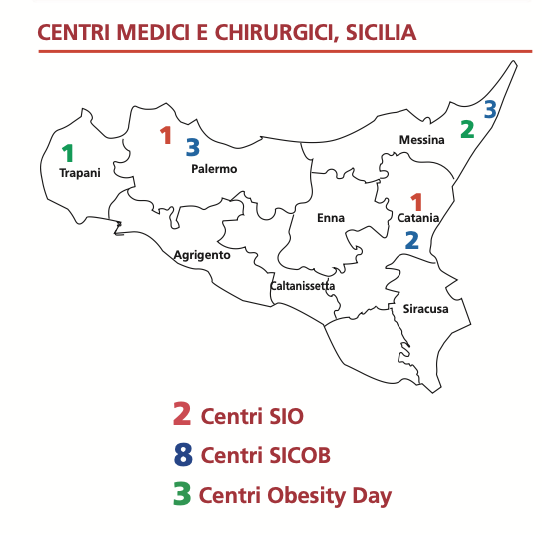 CENTRI MEDICI E CHIRURGICI, SICILIA
3
2
Messina
1
3
Palermo
1
Trapani
1
Catania
2
Enna
Agrigento
Caltanissetta
Siracusa
2 Centri SIO
8 Centri SICOB
3 Centri Obesity Day